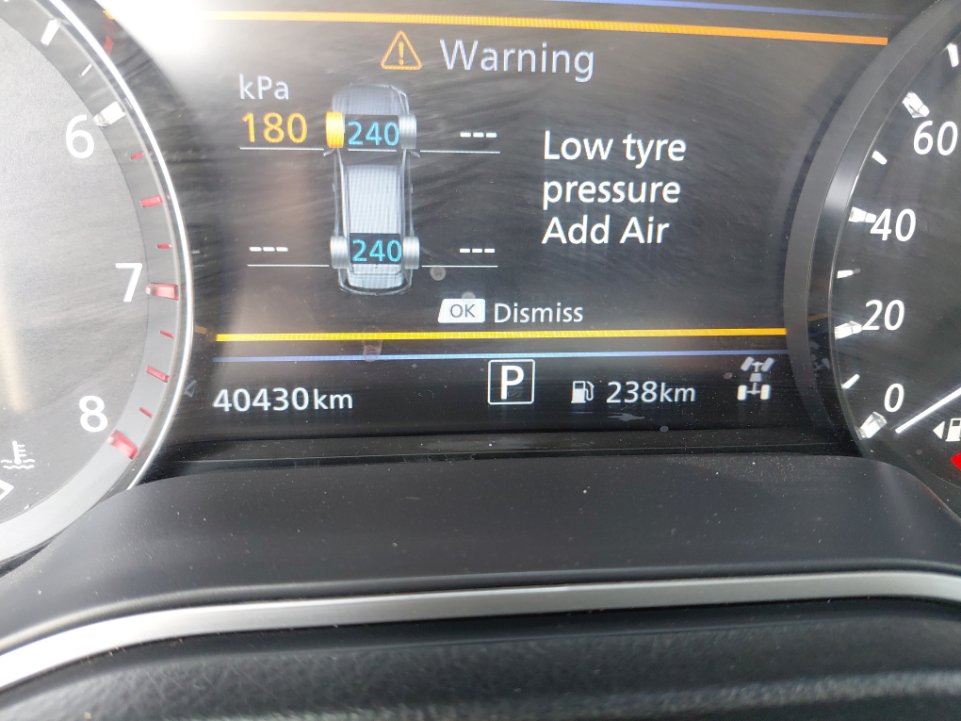 Warning
kPa
180 240 ---
Low tyre
pressure
Add Air
--- 240 ---
OK Dismiss
40430km P 238km
6
7
8
60
40
20
0